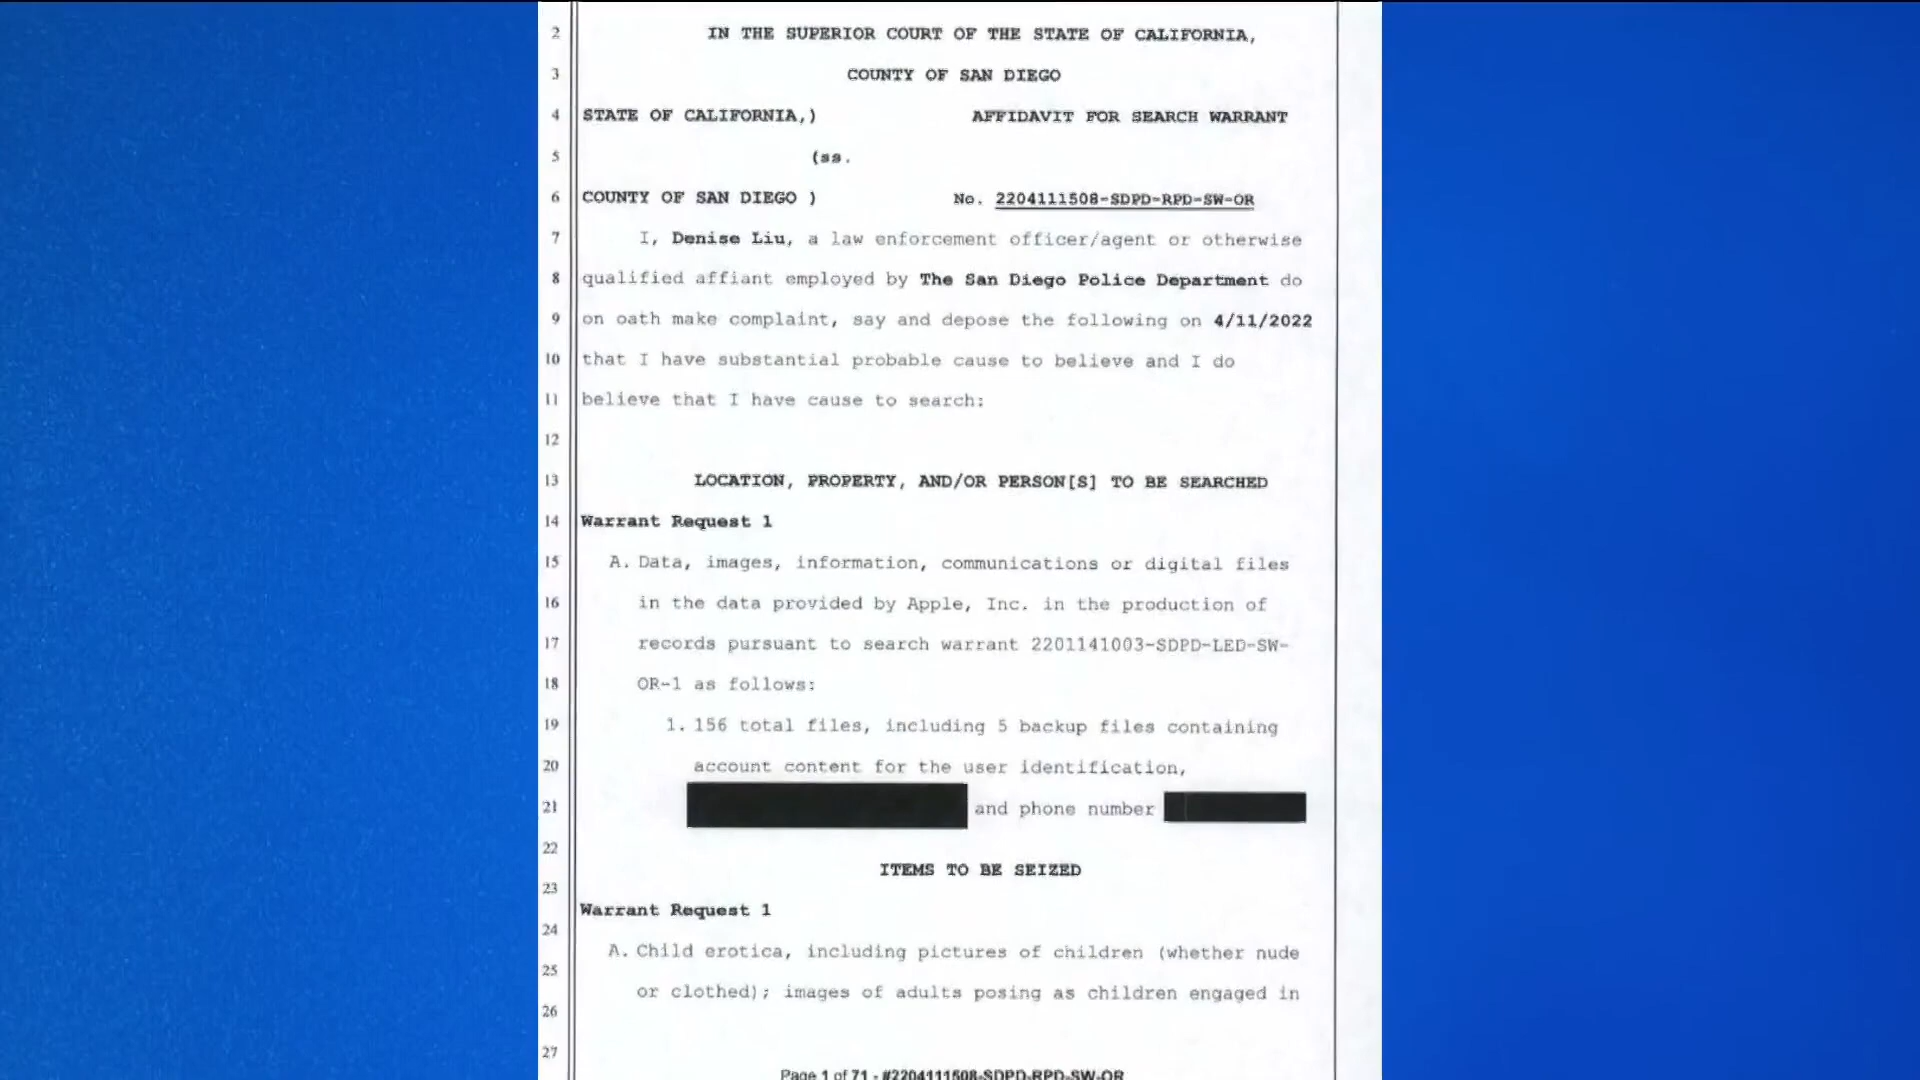 2 IN THE SUPERIOR COURT OF THE STATE OF CALIFORNIA,
3 COUNTY OF SAN DIEGO
4 STATE OF CALIFORNIA,) AFFIDAVIT FOR SEARCH WARRANT
5 (ss.
6 COUNTY OF SAN DIEGO ) No. 2204111508-SDPD-RPD-SW-OR
7 I, Denise Liu, a law enforcement officer/agent or otherwise
8 qualified affiant employed by The San Diego Police Department do
9 on oath make complaint, say and depose the following on 4/11/2022
10 that I have substantial probable cause to believe and I do
11 believe that I have cause to search:
12
13 LOCATION, PROPERTY, AND/OR PERSON[S] TO BE SEARCHED
14 Warrant Request 1
15 A. Data, images, information, communications or digital files
16 in the data provided by Apple, Inc. in the production of
17 records pursuant to search warrant 2201141003-SDPD-LED-SW-
18 OR-1 as follows:
19 1. 156 total files, including 5 backup files containing
20 account content for the user identification,
21 and phone number
22
ITEMS TO BE SEIZED
23
Warrant Request 1
24
A. Child erotica, including pictures of children (whether nude
25
or clothed); images of adults posing as children engaged in
26
27
Page 1 of 71 - #2204111508-SDPD-RPD-SW-OR